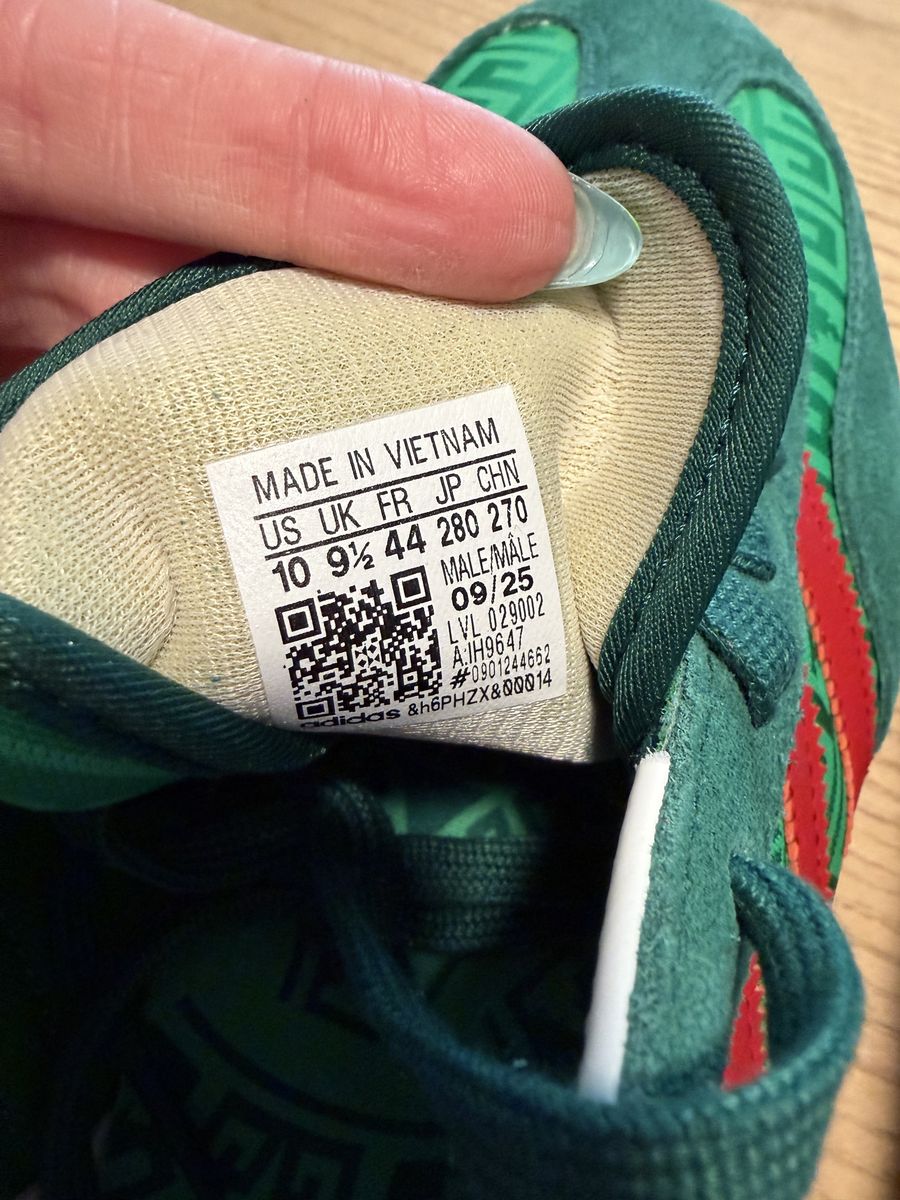 MADE IN VIETNAM
US UK FR JP CHN
10 9½ 44 280 270
MALE/MÂLE
09/25
LVL 029002
A:IH9647
#0901244662
adidas &h6PHZX&00014